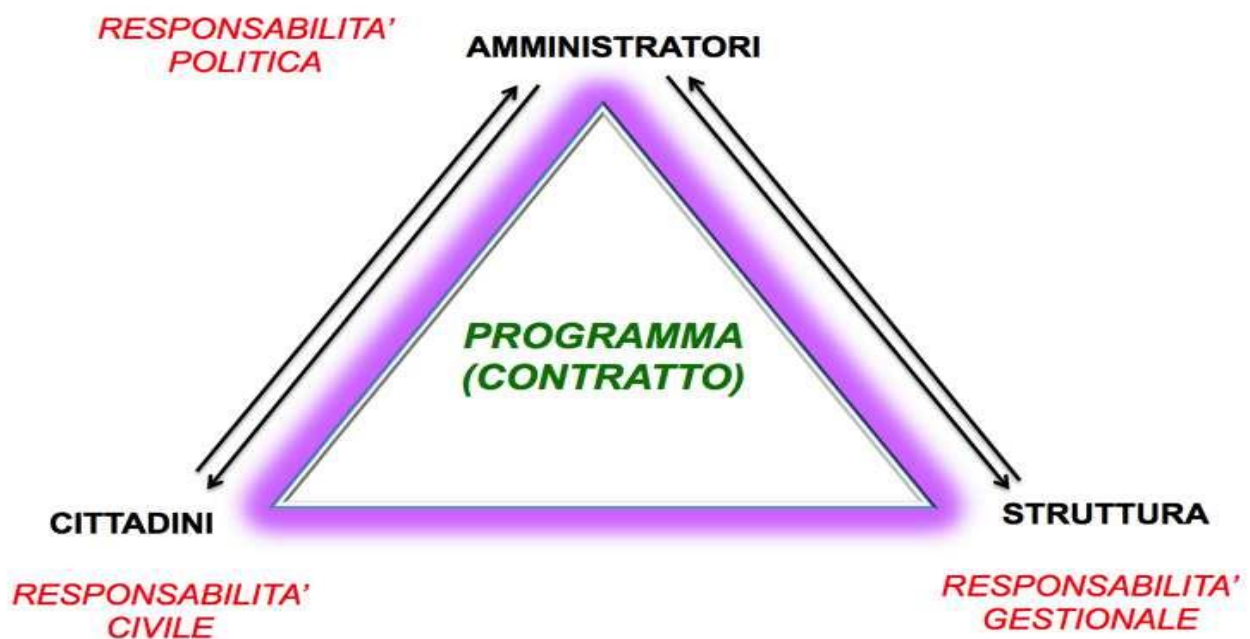 RESPONSABILITA'
POLITICA
AMMINISTRATORI
PROGRAMMA
(CONTRATTO)
CITTADINI
STRUTTURA
RESPONSABILITA'
CIVILE
RESPONSABILITA'
GESTIONALE